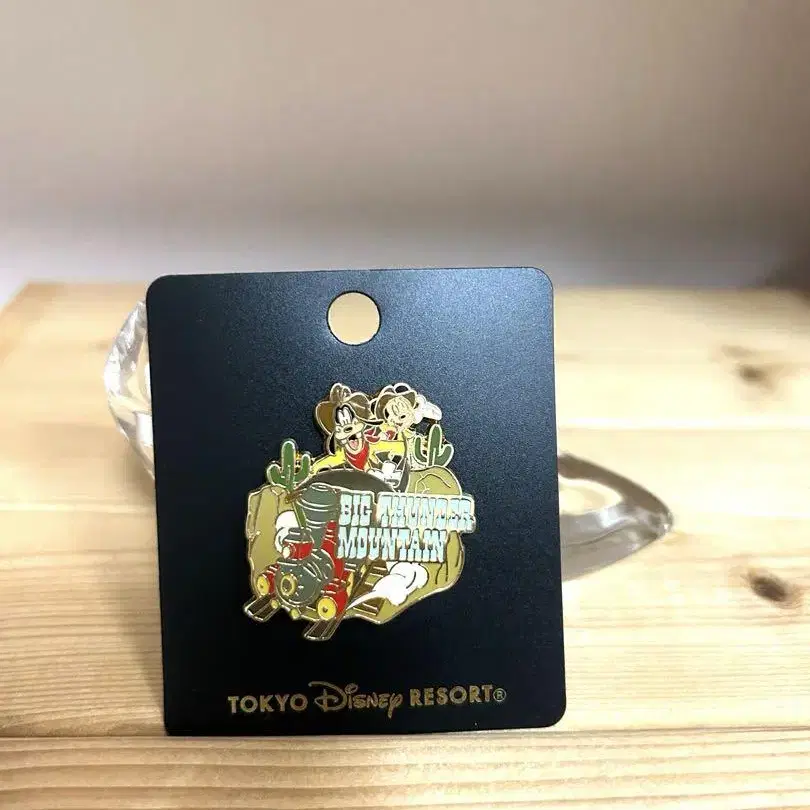 BIG THUNDER
MOUNTAIN
TOKYO Disney RESORT®